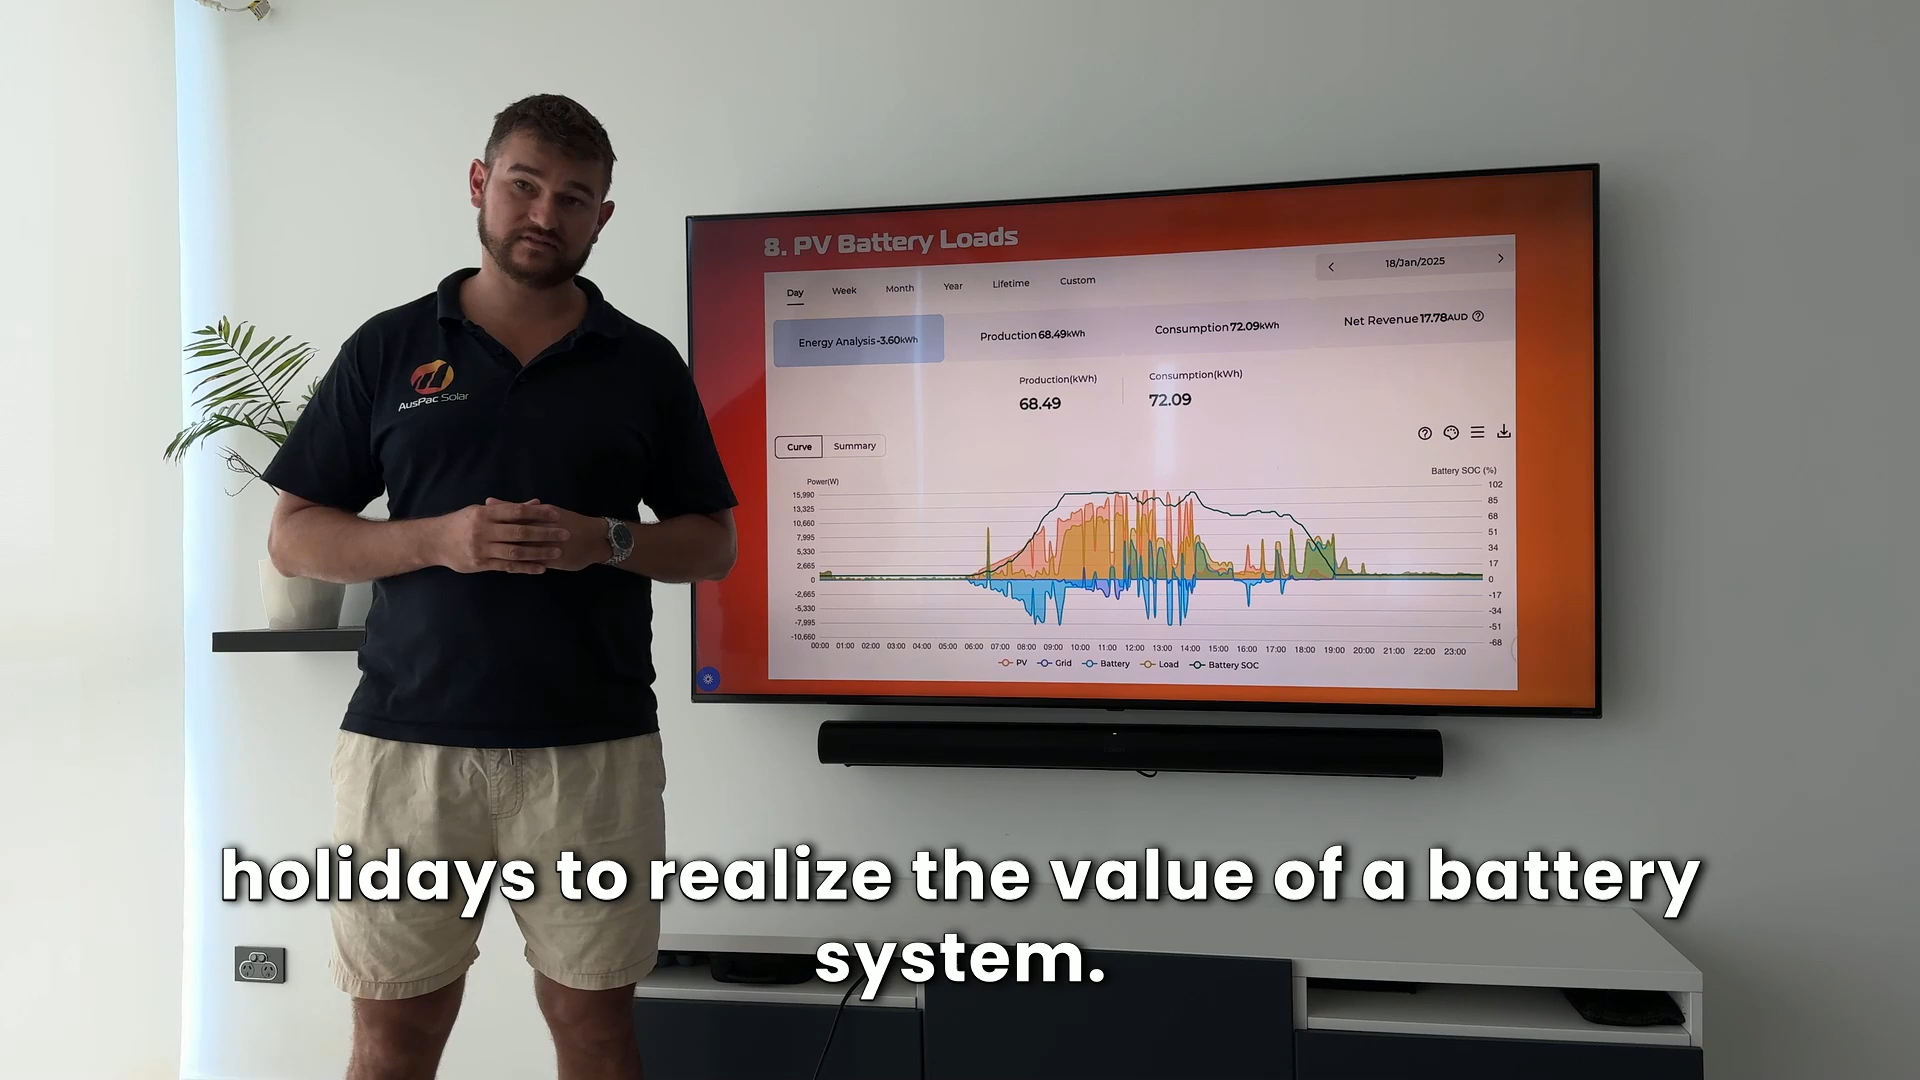 8. PV Battery Loads
18/Jan/2025
Day Week Month Year Lifetime Custom
Energy Analysis-3.60kWh Production 68.49kWh Consumption 72.09kWh Net Revenue 17.78AUD
Production(kWh) Consumption(kWh)
68.49 72.09
Curve Summary
Power(W) Battery SOC (%)
15,990 102
13,325 85
10,660 68
7,995 51
5,330 34
2,665 17
0 0
-2,665 -17
-5,330 -34
-7,995 -51
-10,660 -68
00:00 01:00 02:00 03:00 04:00 05:00 06:00 07:00 08:00 09:00 10:00 11:00 12:00 13:00 14:00 15:00 16:00 17:00 18:00 19:00 20:00 21:00 22:00 23:00
PV Grid Battery Load Battery SOC
AusPac Solar
holidays to realize the value of a battery
system.